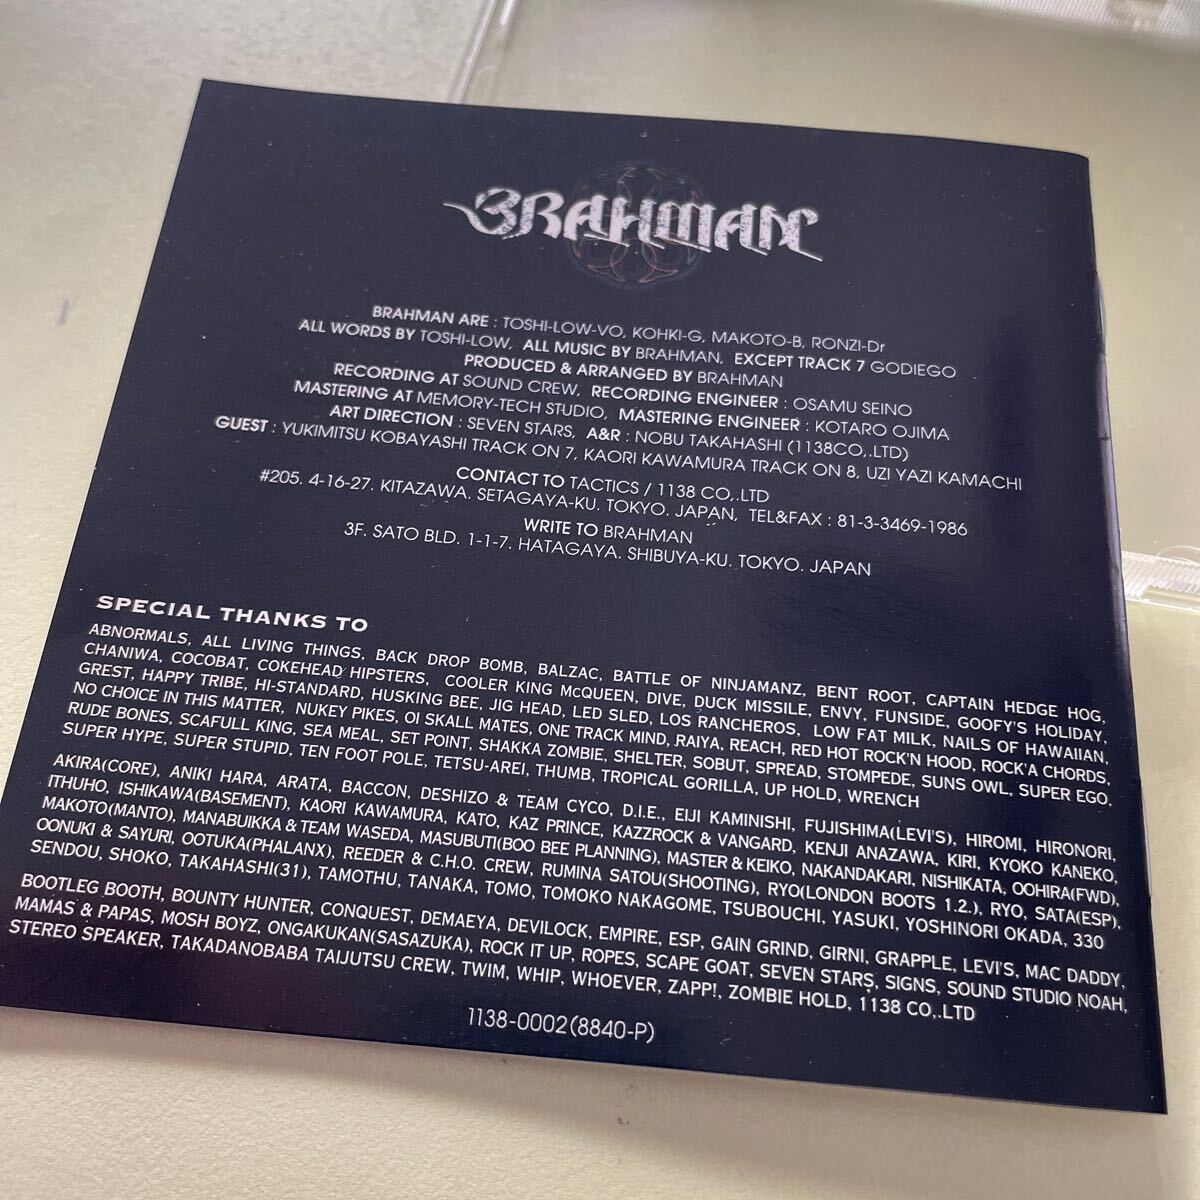 BRAHMAN
BRAHMAN ARE : TOSHI-LOW-VO, KOHKI-G, MAKOTO-B, RONZI-Dr
ALL WORDS BY TOSHI-LOW, ALL MUSIC BY BRAHMAN, EXCEPT TRACK 7 GODIEGO
PRODUCED & ARRANGED BY BRAHMAN
RECORDING AT SOUND CREW, RECORDING ENGINEER : OSAMU SEINO
MASTERING AT MEMORY-TECH STUDIO, MASTERING ENGINEER : KOTARO OJIMA
ART DIRECTION : SEVEN STARS, A&R : NOBU TAKAHASHI (1138CO,.LTD)
GUEST : YUKIMITSU KOBAYASHI TRACK ON 7, KAORI KAWAMURA TRACK ON 8, UZI YAZI KAMACHI
CONTACT TO TACTICS / 1138 CO,.LTD
#205. 4-16-27. KITAZAWA. SETAGAYA-KU. TOKYO. JAPAN, TEL&FAX : 81-3-3469-1986
WRITE TO BRAHMAN
3F. SATO BLD. 1-1-7. HATAGAYA. SHIBUYA-KU. TOKYO. JAPAN
SPECIAL THANKS TO
ABNORMALS, ALL LIVING THINGS, BACK DROP BOMB, BALZAC, BATTLE OF NINJAMANZ, BENT ROOT, CAPTAIN HEDGE HOG,
CHANIWA, COCOBAT, COKEHEAD HIPSTERS, COOLER KING McQUEEN, DIVE, DUCK MISSILE, ENVY, FUNSIDE, GOOFY'S HOLIDAY,
GREST, HAPPY TRIBE, HI-STANDARD, HUSKING BEE, JIG HEAD, LED SLED, LOS RANCHEROS, LOW FAT MILK, NAILS OF HAWAIIAN,
NO CHOICE IN THIS MATTER, NUKEY PIKES, OI SKALL MATES, ONE TRACK MIND, RAIYA, REACH, RED HOT ROCK'N HOOD, ROCK'A CHORDS,
RUDE BONES, SCAFULL KING, SEA MEAL, SET POINT, SHAKKA ZOMBIE, SHELTER, SOBUT, SPREAD, STOMPEDE, SUNS OWL, SUPER EGO,
SUPER HYPE, SUPER STUPID, TEN FOOT POLE, TETSU-AREI, THUMB, TROPICAL GORILLA, UP HOLD, WRENCH
AKIRA(CORE), ANIKI HARA, ARATA, BACCON, DESHIZO & TEAM CYCO, D.I.E., EIJI KAMINISHI, FUJISHIMA(LEVI'S), HIROMI, HIRONORI,
ITHUHO, ISHIKAWA(BASEMENT), KAORI KAWAMURA, KATO, KAZ PRINCE, KAZZROCK & VANGARD, KENJI ANAZAWA, KIRI, KYOKO KANEKO,
MAKOTO(MANTO), MANABUIKKA & TEAM WASEDA, MASUBUTI(BOO BEE PLANNING), MASTER & KEIKO, NAKANDAKARI, NISHIKATA, OOHIRA(FWD),
OONUKI & SAYURI, OOTUKA(PHALANX), REEDER & C.H.O. CREW, RUMINA SATOU(SHOOTING), RYO(LONDON BOOTS 1.2.), RYO, SATA(ESP),
SENDOU, SHOKO, TAKAHASHI(31), TAMOTHU, TANAKA, TOMO, TOMOKO NAKAGOME, TSUBOUCHI, YASUKI, YOSHINORI OKADA, 330
BOOTLEG BOOTH, BOUNTY HUNTER, CONQUEST, DEMAEYA, DEVILOCK, EMPIRE, ESP, GAIN GRIND, GIRNI, GRAPPLE, LEVI'S, MAC DADDY,
MAMAS & PAPAS, MOSH BOYZ, ONGAKUKAN(SASAZUKA), ROCK IT UP, ROPES, SCAPE GOAT, SEVEN STARS, SIGNS, SOUND STUDIO NOAH,
STEREO SPEAKER, TAKADANOBABA TAIJUTSU CREW, TWIM, WHIP, WHOEVER, ZAPP!, ZOMBIE HOLD, 1138 CO,.LTD
1138-0002(8840-P)